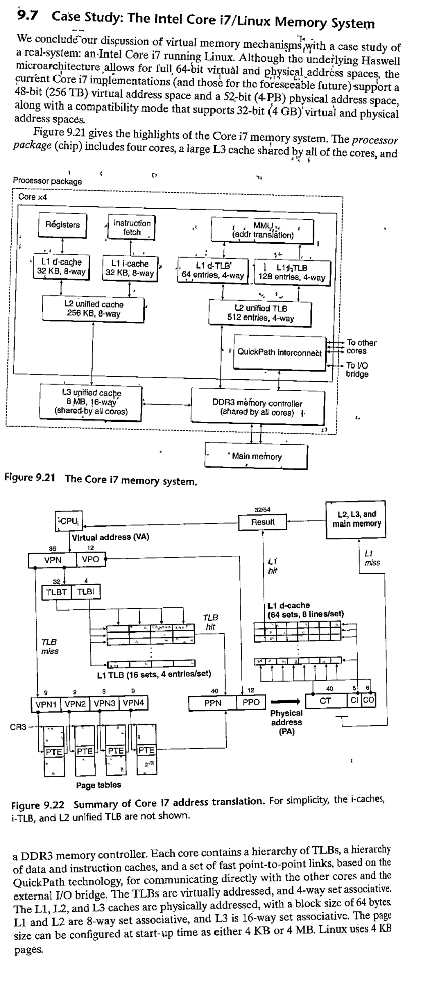 9.7 Case Study: The Intel Core i7/Linux Memory System
We conclude our discussion of virtual memory mechanisms with a case study of
a real system: an Intel Core i7 running Linux. Although the underlying Haswell
microarchitecture allows for full 64-bit virtual and physical address spaces, the
current Core i7 implementations (and those for the foreseeable future) support a
48-bit (256 TB) virtual address space and a 52-bit (4 PB) physical address space,
along with a compatibility mode that supports 32-bit (4 GB) virtual and physical
address spaces.
Figure 9.21 gives the highlights of the Core i7 memory system. The processor
package (chip) includes four cores, a large L3 cache shared by all of the cores, and
Processor package
Core x4
Registers
Instruction
fetch
MMU
(addr translation)
L1 d-cache
32 KB, 8-way
L1 i-cache
32 KB, 8-way
L1 d-TLB
64 entries, 4-way
L1 i-TLB
128 entries, 4-way
L2 unified cache
256 KB, 8-way
L2 unified TLB
512 entries, 4-way
QuickPath interconnect
To other
cores
To I/O
bridge
L3 unified cache
8 MB, 16-way
(shared by all cores)
DDR3 memory controller
(shared by all cores)
Main memory
Figure 9.21 The Core i7 memory system.
CPU
32/64
Result
L2, L3, and
main memory
Virtual address (VA)
36 12
VPN VPO
L1
hit
L1
miss
32 4
TLBT TLBI
TLB
hit
L1 d-cache
(64 sets, 8 lines/set)
TLB
miss
L1 TLB (16 sets, 4 entries/set)
9 9 9 9
VPN1 VPN2 VPN3 VPN4
40 12
PPN PPO
40 6 6
CT CI CO
Physical
address
(PA)
CR3
PTE PTE PTE PTE
Page tables
Figure 9.22 Summary of Core i7 address translation. For simplicity, the i-caches,
i-TLB, and L2 unified TLB are not shown.
a DDR3 memory controller. Each core contains a hierarchy of TLBs, a hierarchy
of data and instruction caches, and a set of fast point-to-point links, based on the
QuickPath technology, for communicating directly with the other cores and the
external I/O bridge. The TLBs are virtually addressed, and 4-way set associative.
The L1, L2, and L3 caches are physically addressed, with a block size of 64 bytes.
L1 and L2 are 8-way set associative, and L3 is 16-way set associative. The page
size can be configured at start-up time as either 4 KB or 4 MB. Linux uses 4 KB
pages.